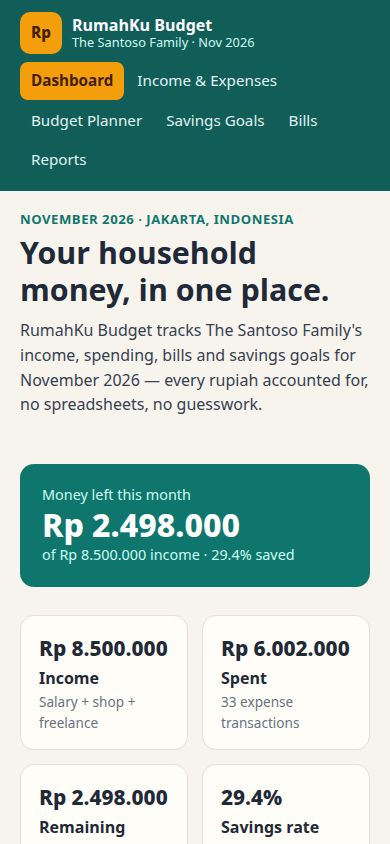 Rp
RumahKu Budget
The Santoso Family · Nov 2026
Dashboard
Income & Expenses
Budget Planner
Savings Goals
Bills
Reports
NOVEMBER 2026 · JAKARTA, INDONESIA
Your household
money, in one place.
RumahKu Budget tracks The Santoso Family's
income, spending, bills and savings goals for
November 2026 — every rupiah accounted for,
no spreadsheets, no guesswork.
Money left this month
Rp 2.498.000
of Rp 8.500.000 income · 29.4% saved
Rp 8.500.000
Income
Salary + shop +
freelance
Rp 6.002.000
Spent
33 expense
transactions
Rp 2.498.000
Remaining
29.4%
Savings rate